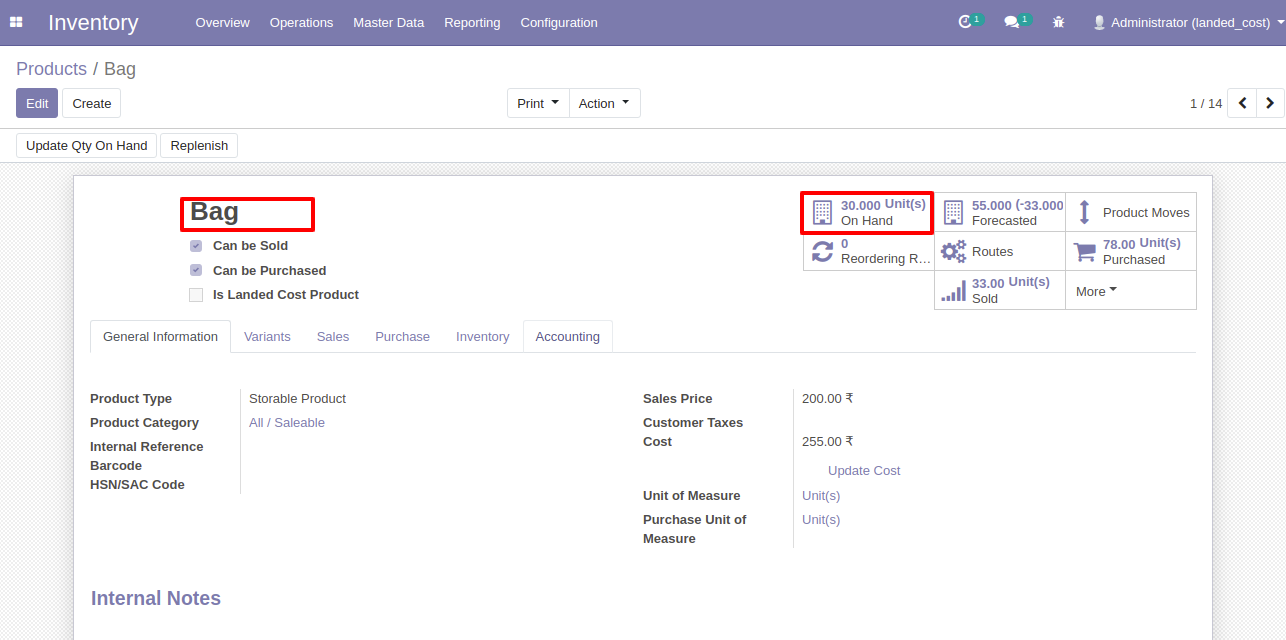 Inventory Overview Operations Master Data Reporting Configuration 1 1 Administrator (landed_cost)
Products / Bag
Edit Create Print Action 1 / 14
Update Qty On Hand Replenish
Bag
Can be Sold
Can be Purchased
Is Landed Cost Product
30.000 Unit(s)
On Hand
55.000 (-33.000
Forecasted
Product Moves
0
Reordering R...
Routes
78.00 Unit(s)
Purchased
33.00 Unit(s)
Sold
More
General Information Variants Sales Purchase Inventory Accounting
Product Type Storable Product
Product Category All / Saleable
Internal Reference
Barcode
HSN/SAC Code
Sales Price 200.00 ₹
Customer Taxes
Cost 255.00 ₹
Update Cost
Unit of Measure Unit(s)
Purchase Unit of Unit(s)
Measure
Internal Notes